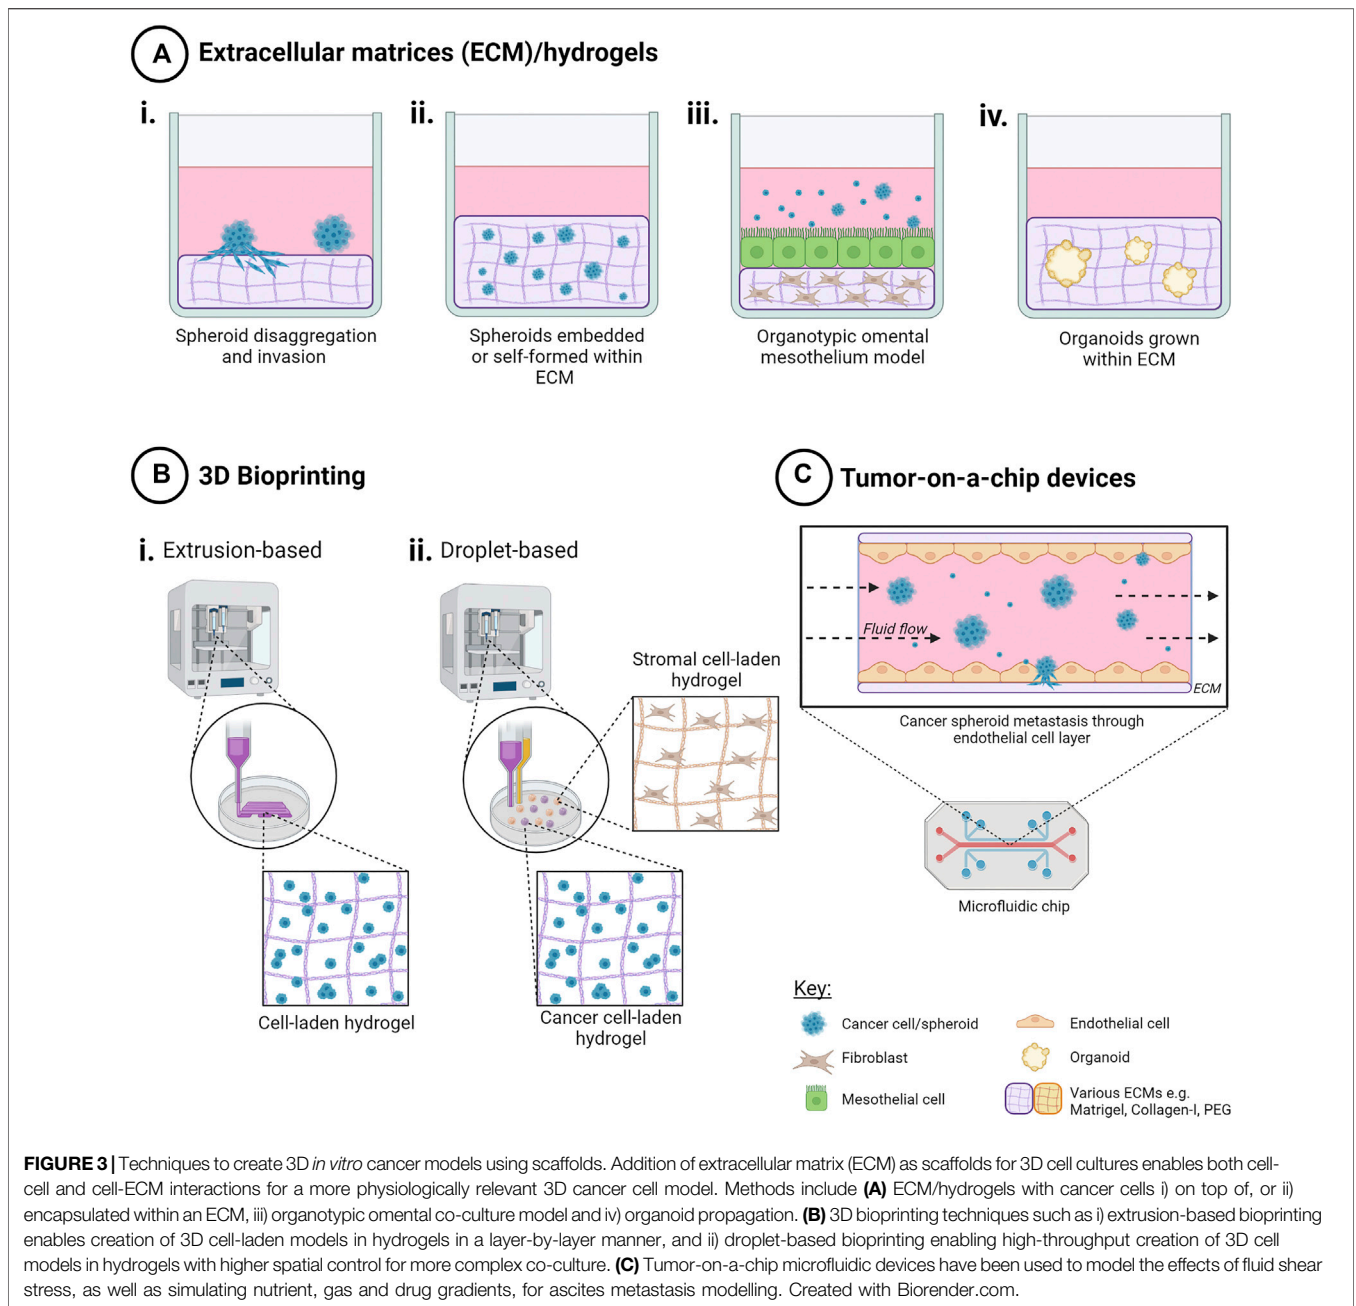 A Extracellular matrices (ECM)/hydrogels
i.
ii.
iii.
iv.
Spheroid disaggregation
and invasion
Spheroids embedded
or self-formed within
ECM
Organotypic omental
mesothelium model
Organoids grown
within ECM
B 3D Bioprinting
i. Extrusion-based
ii. Droplet-based
Stromal cell-laden
hydrogel
Cell-laden hydrogel
Cancer cell-laden
hydrogel
C Tumor-on-a-chip devices
Fluid flow
ECM
Cancer spheroid metastasis through
endothelial cell layer
Microfluidic chip
Key:
Cancer cell/spheroid
Endothelial cell
Fibroblast
Organoid
Mesothelial cell
Various ECMs e.g.
Matrigel, Collagen-I, PEG
FIGURE 3 | Techniques to create 3D in vitro cancer models using scaffolds. Addition of extracellular matrix (ECM) as scaffolds for 3D cell cultures enables both cell-
cell and cell-ECM interactions for a more physiologically relevant 3D cancer cell model. Methods include (A) ECM/hydrogels with cancer cells i) on top of, or ii)
encapsulated within an ECM, iii) organotypic omental co-culture model and iv) organoid propagation. (B) 3D bioprinting techniques such as i) extrusion-based bioprinting
enables creation of 3D cell-laden models in hydrogels in a layer-by-layer manner, and ii) droplet-based bioprinting enabling high-throughput creation of 3D cell
models in hydrogels with higher spatial control for more complex co-culture. (C) Tumor-on-a-chip microfluidic devices have been used to model the effects of fluid shear
stress, as well as simulating nutrient, gas and drug gradients, for ascites metastasis modelling. Created with Biorender.com.